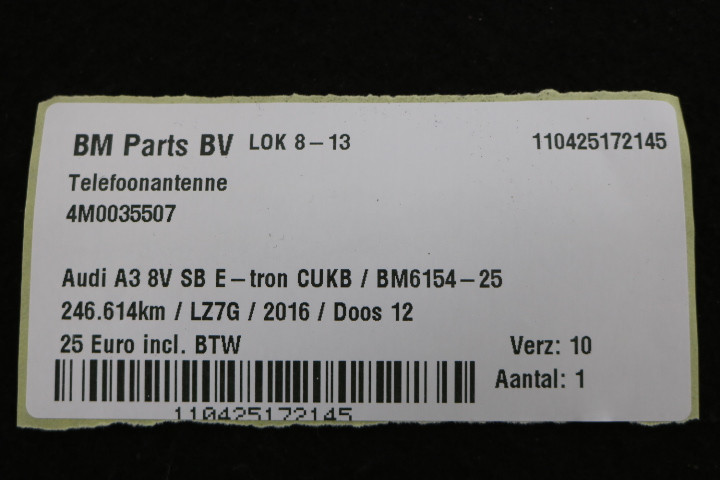 BM Parts BV LOK 8-13 110425172145
Telefoonantenne
4M0035507
Audi A3 8V SB E-tron CUKB / BM6154-25
246.614km / LZ7G / 2016 / Doos 12
25 Euro incl. BTW Verz: 10
Aantal: 1
110425172145